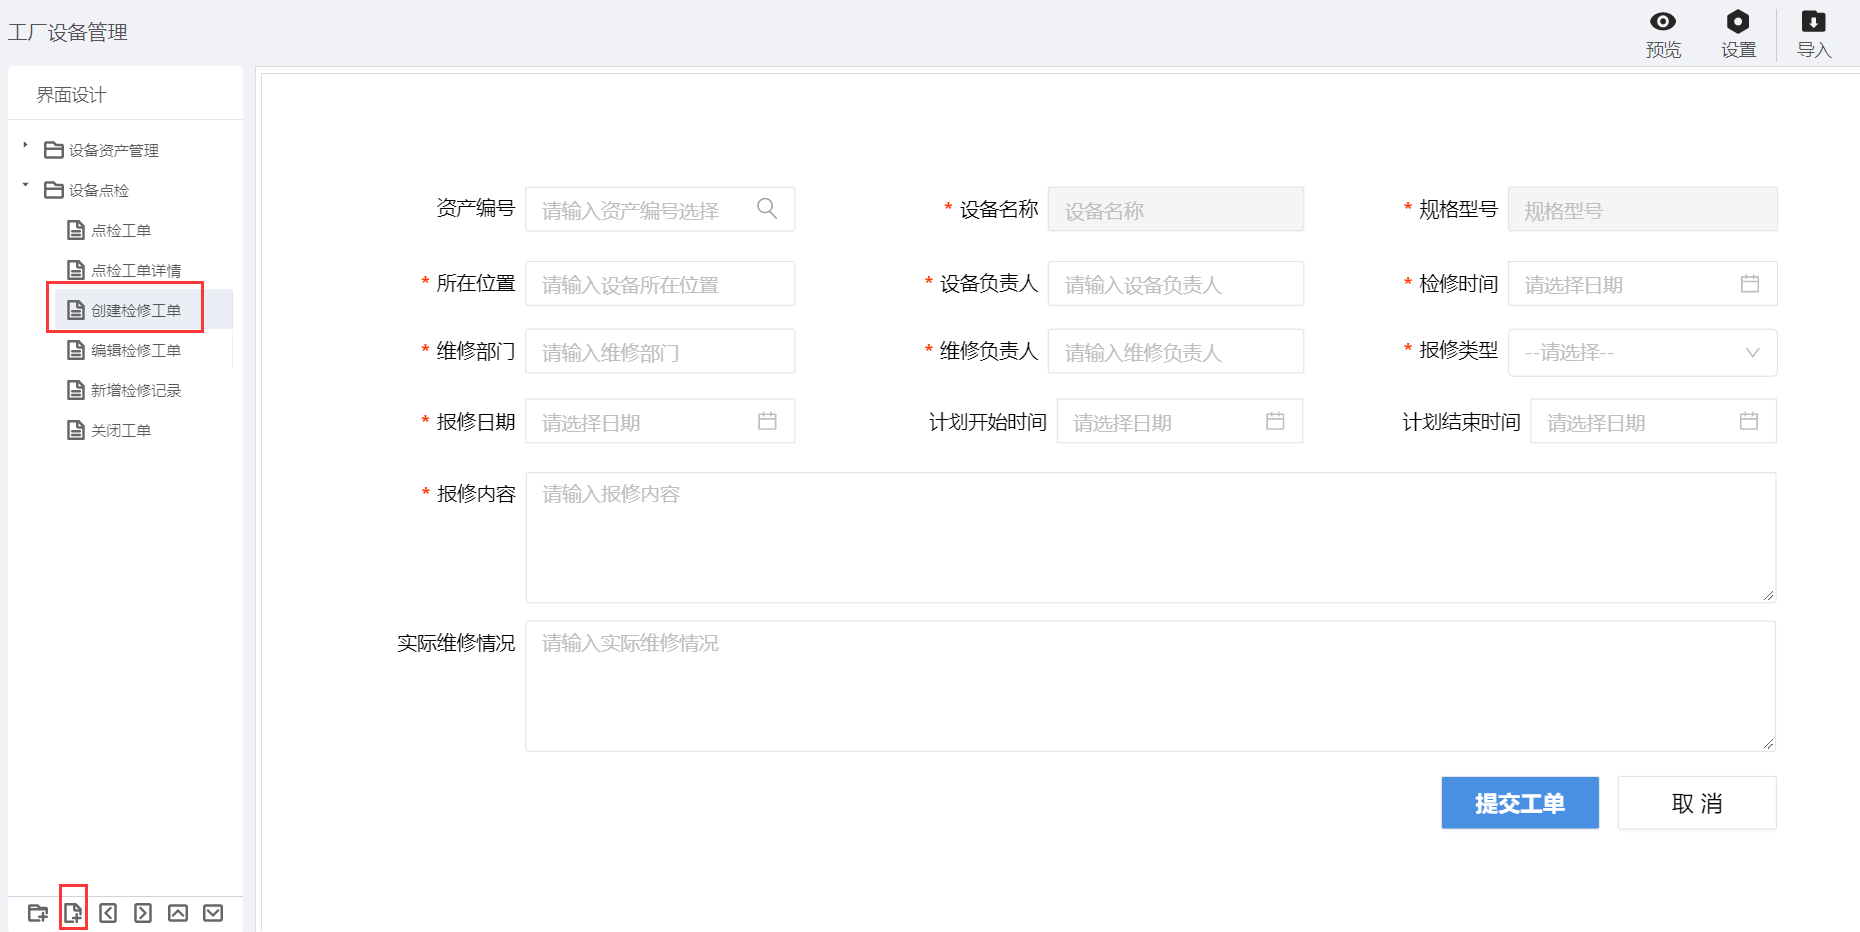 工厂设备管理
预览 设置 导入
界面设计
设备资产管理
设备点检
点检工单
点检工单详情
创建检修工单
编辑检修工单
新增检修记录
关闭工单
资产编号 请输入资产编号选择 * 设备名称 设备名称 * 规格型号 规格型号
* 所在位置 请输入设备所在位置 * 设备负责人 请输入设备负责人 * 检修时间 请选择日期
* 维修部门 请输入维修部门 * 维修负责人 请输入维修负责人 * 报修类型 --请选择--
* 报修日期 请选择日期 计划开始时间 请选择日期 计划结束时间 请选择日期
* 报修内容 请输入报修内容
实际维修情况 请输入实际维修情况
提交工单 取 消